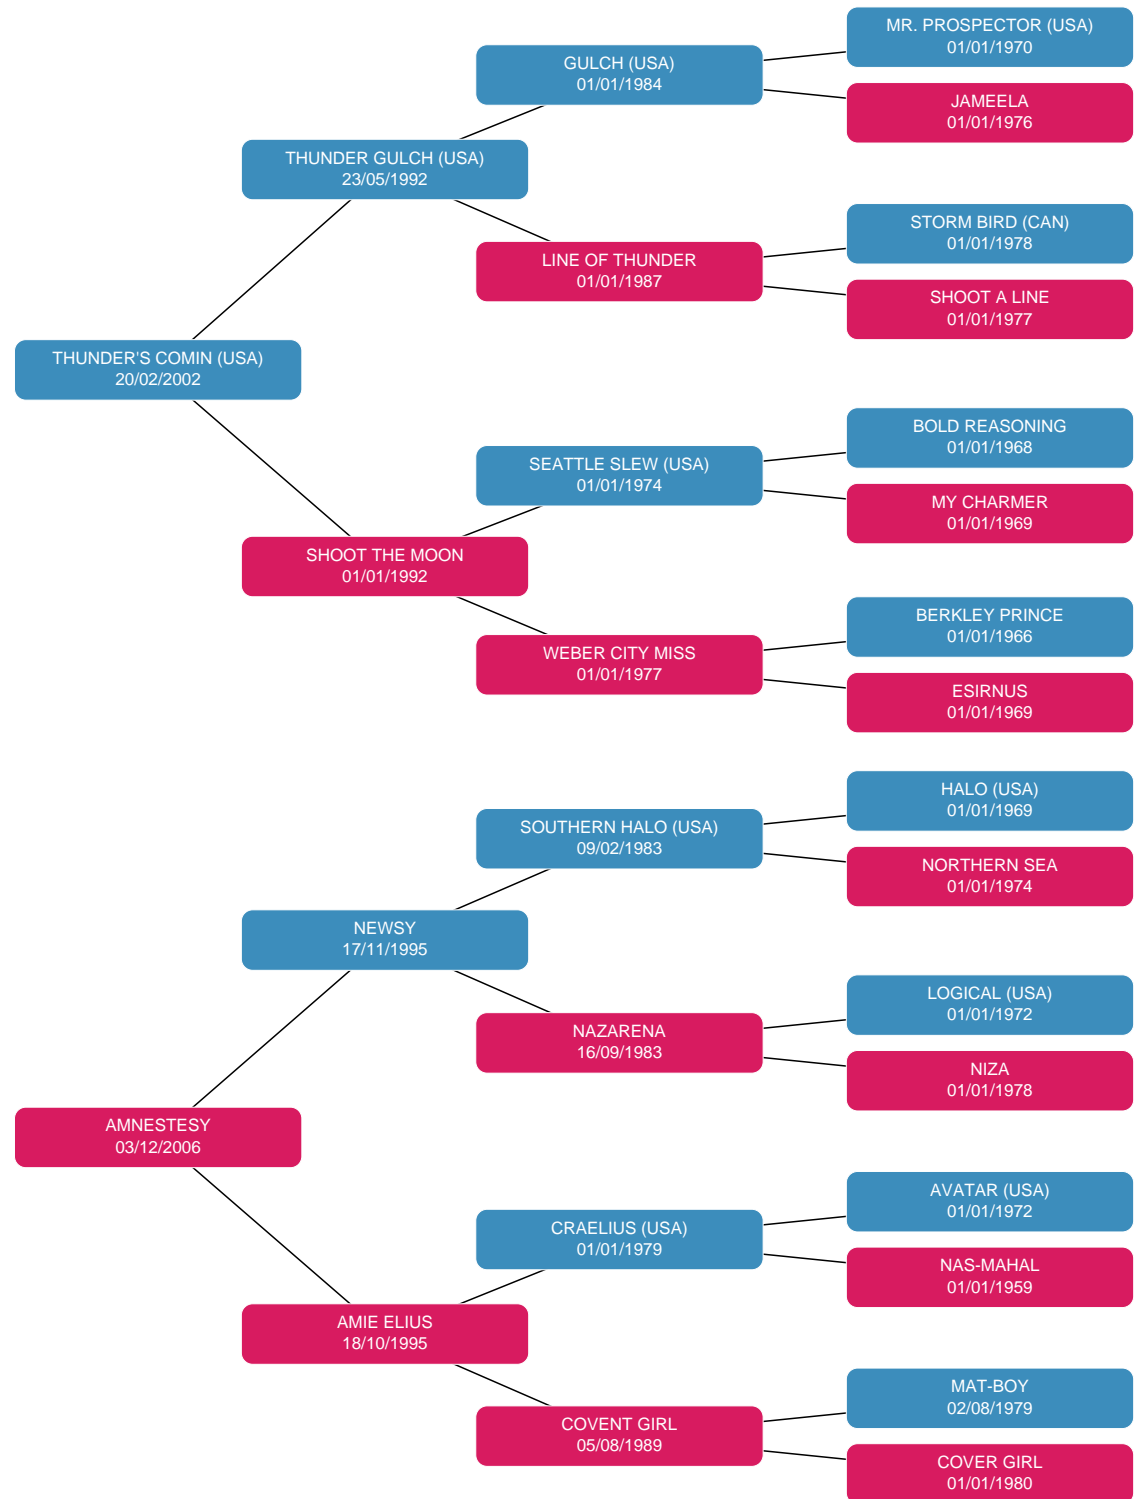 MR. PROSPECTOR (USA)
01/01/1970
GULCH (USA)
01/01/1984
JAMEELA
01/01/1976
THUNDER GULCH (USA)
23/05/1992
STORM BIRD (CAN)
01/01/1978
LINE OF THUNDER
01/01/1987
SHOOT A LINE
01/01/1977
THUNDER'S COMIN (USA)
20/02/2002
BOLD REASONING
01/01/1968
SEATTLE SLEW (USA)
01/01/1974
MY CHARMER
01/01/1969
SHOOT THE MOON
01/01/1992
BERKLEY PRINCE
01/01/1966
WEBER CITY MISS
01/01/1977
ESIRNUS
01/01/1969
HALO (USA)
01/01/1969
SOUTHERN HALO (USA)
09/02/1983
NORTHERN SEA
01/01/1974
NEWSY
17/11/1995
LOGICAL (USA)
01/01/1972
NAZARENA
16/09/1983
NIZA
01/01/1978
AMNESTESY
03/12/2006
AVATAR (USA)
01/01/1972
CRAELIUS (USA)
01/01/1979
NAS-MAHAL
01/01/1959
AMIE ELIUS
18/10/1995
MAT-BOY
02/08/1979
COVENT GIRL
05/08/1989
COVER GIRL
01/01/1980